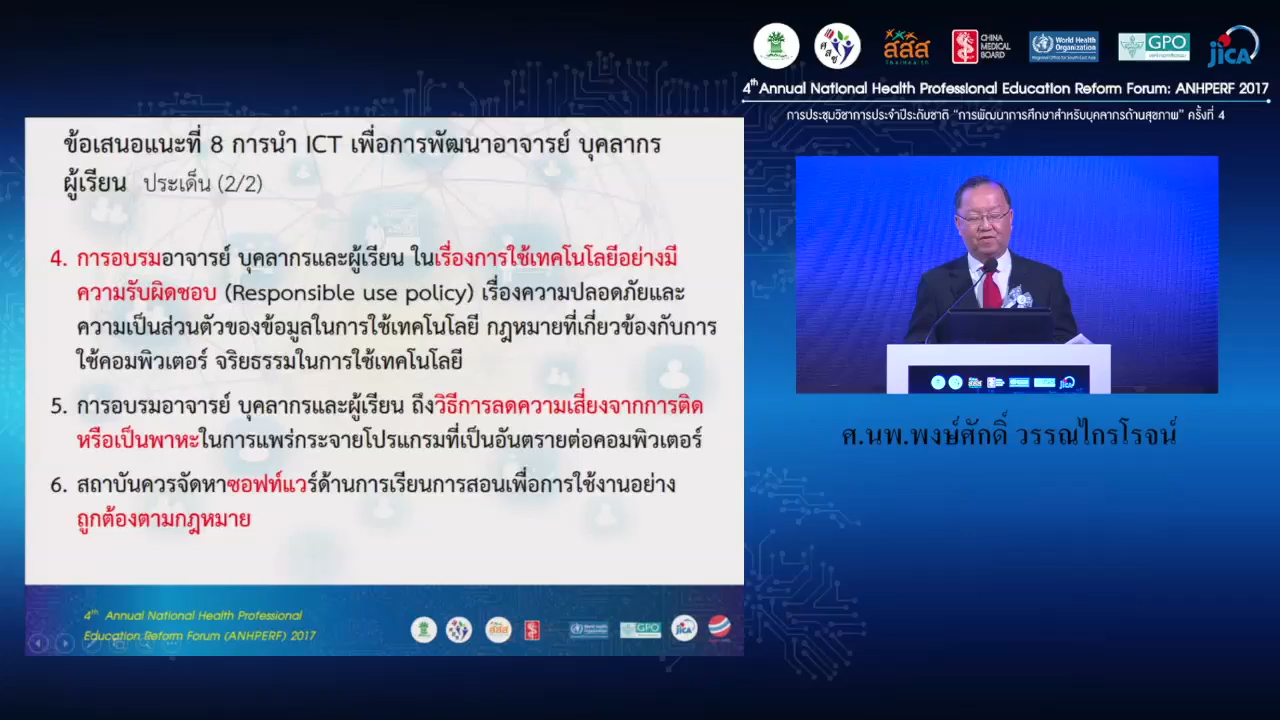 สสส
ThaiHealth
CHINA
MEDICAL
BOARD
World Health
Organization
Regional Office for South-East Asia
GPO
JICA
4th Annual National Health Professional Education Reform Forum: ANHPERF 2017
การประชุมวิชาการประจำปีระดับชาติ "การพัฒนาการศึกษาสำหรับบุคลากรด้านสุขภาพ" ครั้งที่ 4
ข้อเสนอแนะที่ 8 การนำ ICT เพื่อการพัฒนาอาจารย์ บุคลากร
ผู้เรียน ประเด็น (2/2)
4. การอบรมอาจารย์ บุคลากรและผู้เรียน ในเรื่องการใช้เทคโนโลยีอย่างมี
ความรับผิดชอบ (Responsible use policy) เรื่องความปลอดภัยและ
ความเป็นส่วนตัวของข้อมูลในการใช้เทคโนโลยี กฎหมายที่เกี่ยวข้องกับการ
ใช้คอมพิวเตอร์ จริยธรรมในการใช้เทคโนโลยี
5. การอบรมอาจารย์ บุคลากรและผู้เรียน ถึงวิธีการลดความเสี่ยงจากการติด
หรือเป็นพาหะในการแพร่กระจายโปรแกรมที่เป็นอันตรายต่อคอมพิวเตอร์
6. สถาบันควรจัดหาซอฟท์แวร์ด้านการเรียนการสอนเพื่อการใช้งานอย่าง
ถูกต้องตามกฎหมาย
ศ.นพ.พงษ์ศักดิ์ วรรณไกรโรจน์
4th Annual National Health Professional
Education Reform Forum (ANHPERF) 2017
สสส
World Health
Organization
GPO
JICA